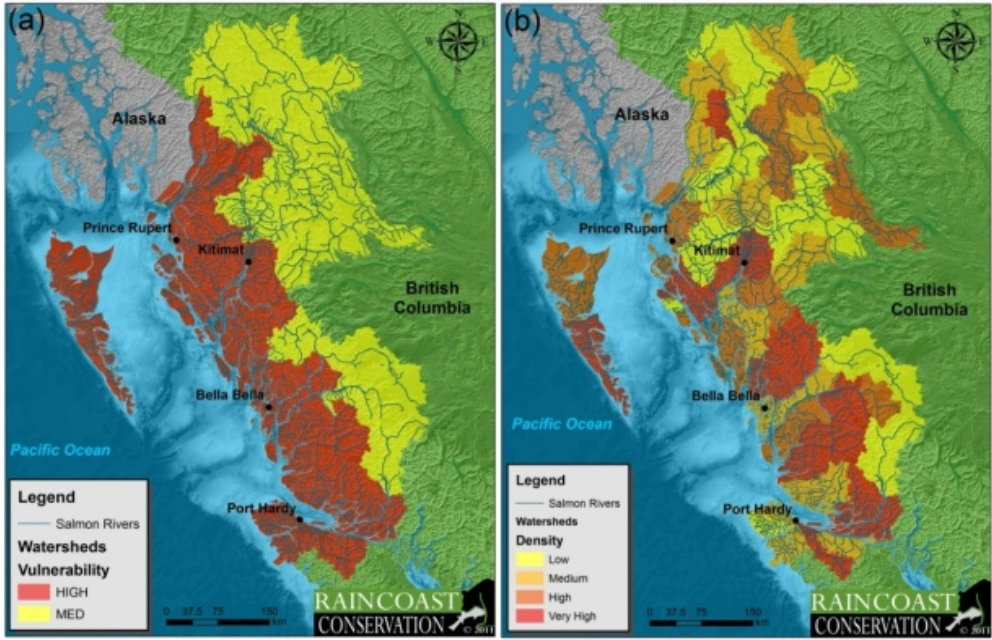 (a)
N
W E
S
Alaska
Prince Rupert
Kitimat
British
Columbia
Bella Bella
Pacific Ocean
Port Hardy
Legend
Salmon Rivers
Watersheds
Vulnerability
HIGH
MED
0 37.5 75 150
km
RAINCOAST
CONSERVATION
© 2011
(b)
N
W E
S
Alaska
Prince Rupert
Kitimat
British
Columbia
Bella Bella
Pacific Ocean
Port Hardy
Legend
Salmon Rivers
Watersheds
Density
Low
Medium
High
Very High
0 37.5 75 150
km
RAINCOAST
CONSERVATION
© 2011